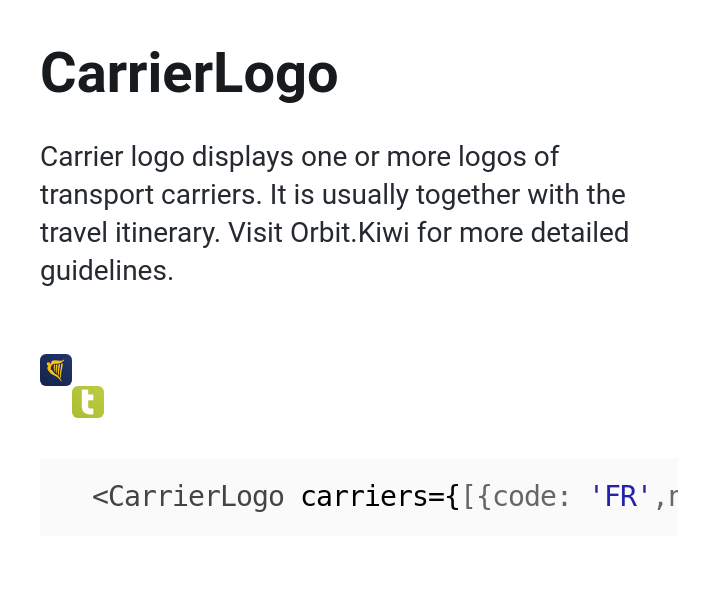 CarrierLogo
Carrier logo displays one or more logos of
transport carriers. It is usually together with the
travel itinerary. Visit Orbit.Kiwi for more detailed
guidelines.
t
<CarrierLogo carriers={[{code: 'FR',